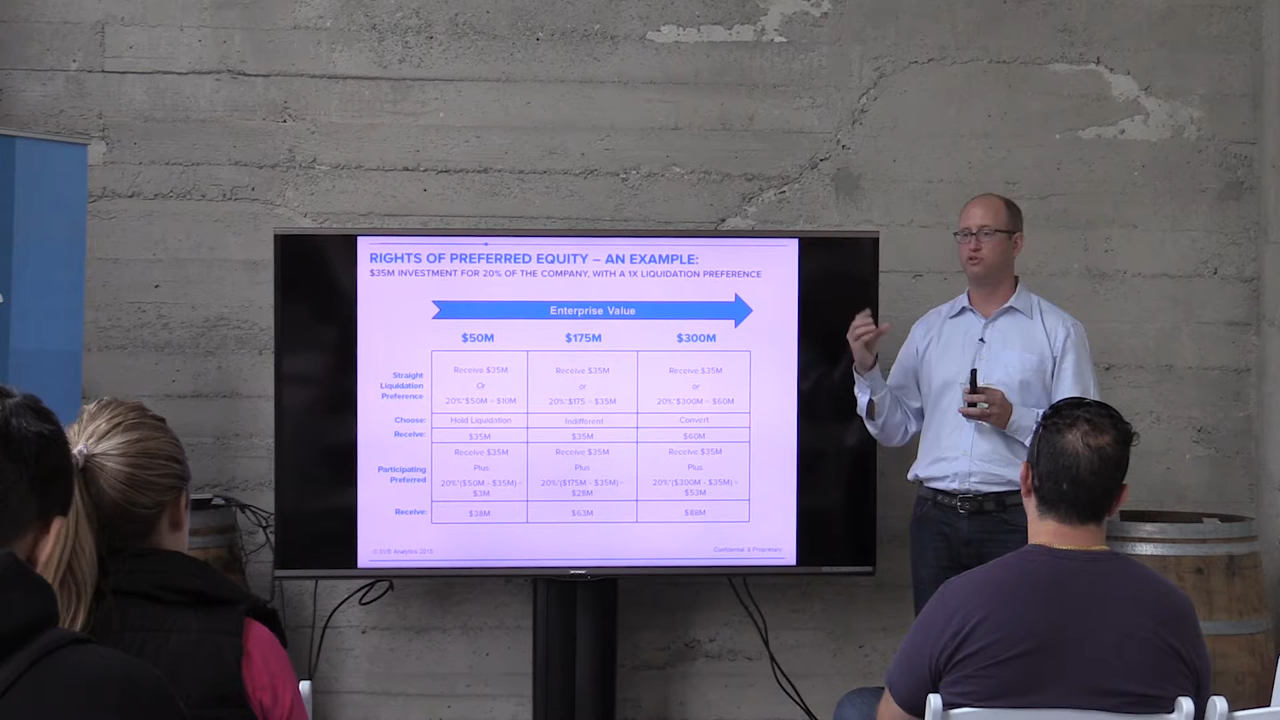 RIGHTS OF PREFERRED EQUITY – AN EXAMPLE:
$35M INVESTMENT FOR 20% OF THE COMPANY, WITH A 1X LIQUIDATION PREFERENCE
Enterprise Value
$50M $175M $300M
Straight Liquidation Preference
Receive $35M Receive $35M Receive $35M
Or or or
20%*$50M = $10M 20%*$175 = $35M 20%*$300M = $60M
Choose: Hold Liquidation Indifferent Convert
Receive: $35M $35M $60M
Participating Preferred
Receive $35M Receive $35M Receive $35M
Plus Plus Plus
20%*($50M - $35M) = 20%*($175M - $35M) = 20%*($300M - $35M) =
$3M $28M $53M
Receive: $38M $63M $88M
© SVB Analytics 2015 Confidential & Proprietary